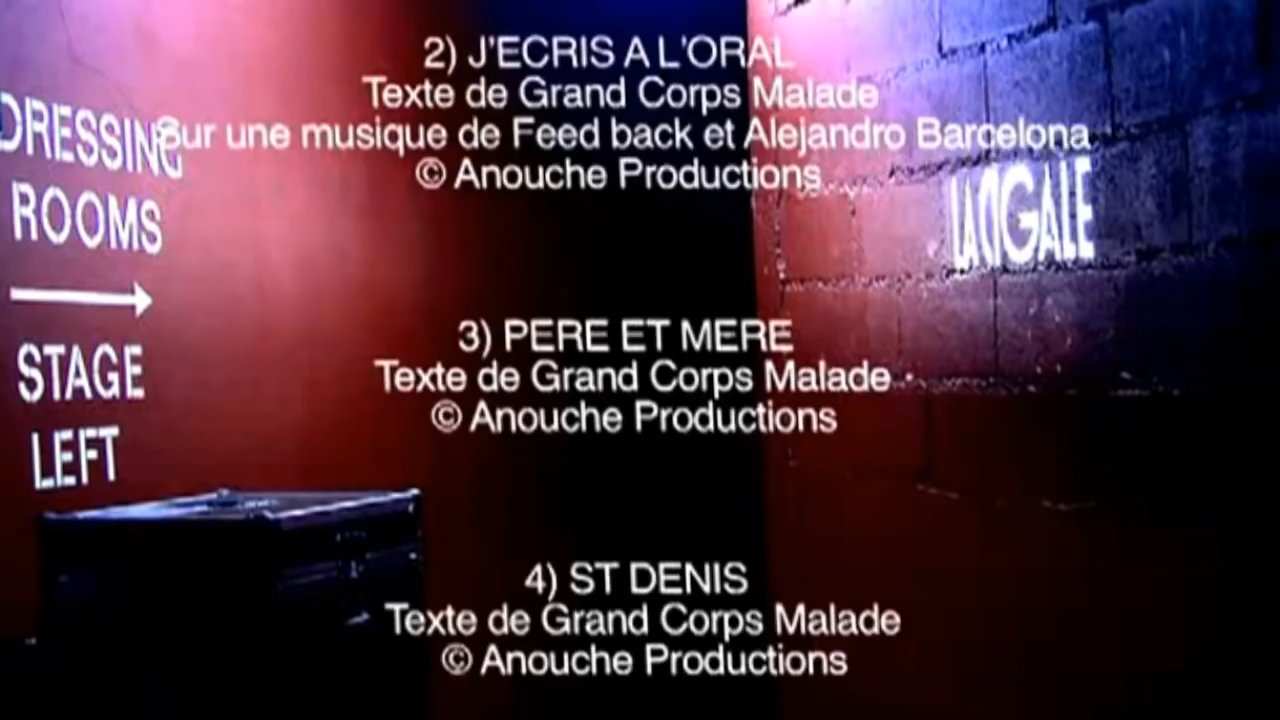 2) J'ECRIS A L'ORAL
Texte de Grand Corps Malade
Sur une musique de Feed back et Alejandro Barcelona
© Anouche Productions
DRESSING
ROOMS
STAGE
LEFT
LA CIGALE
3) PERE ET MERE
Texte de Grand Corps Malade
© Anouche Productions
4) ST DENIS
Texte de Grand Corps Malade
© Anouche Productions